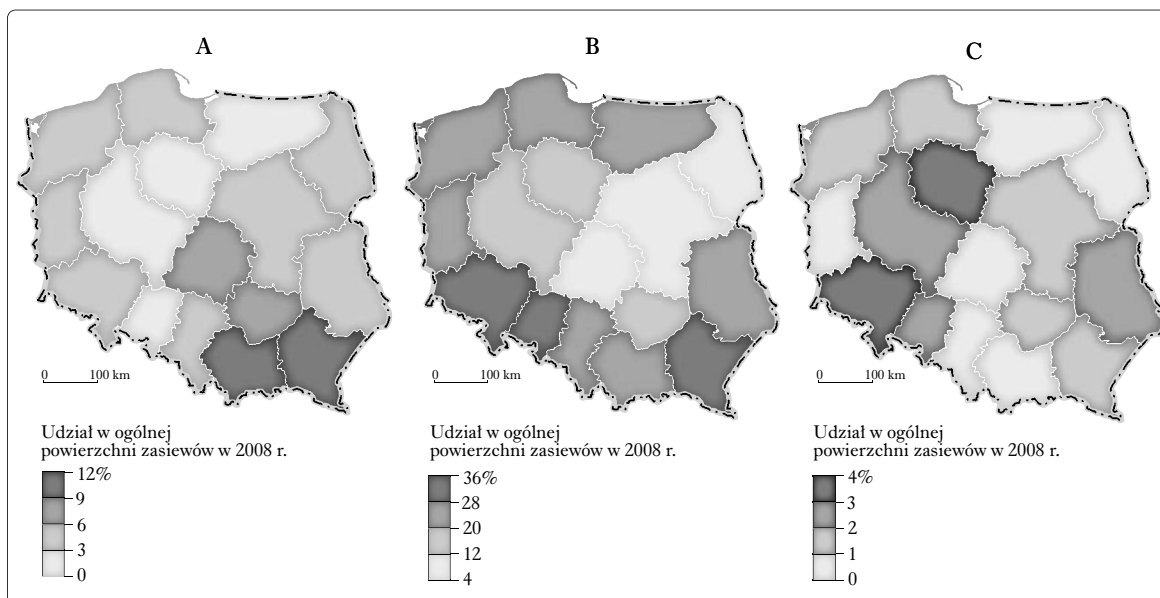 A
B
C
0 100 km
0 100 km
0 100 km
Udział w ogólnej
powierzchni zasiewów w 2008 r.
12%
9
6
3
0
Udział w ogólnej
powierzchni zasiewów w 2008 r.
36%
28
20
12
4
Udział w ogólnej
powierzchni zasiewów w 2008 r.
4%
3
2
1
0